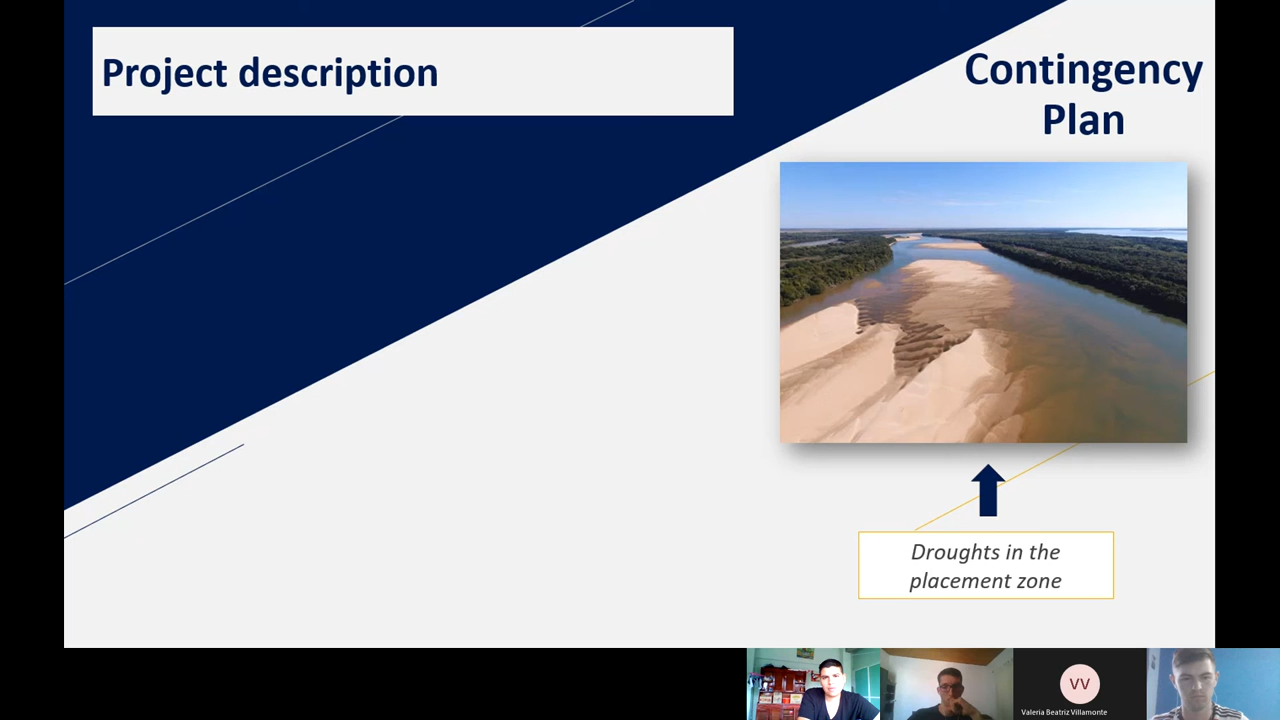 Project description
Contingency
Plan
Droughts in the
placement zone
VV
Valeria Beatriz Villamonte